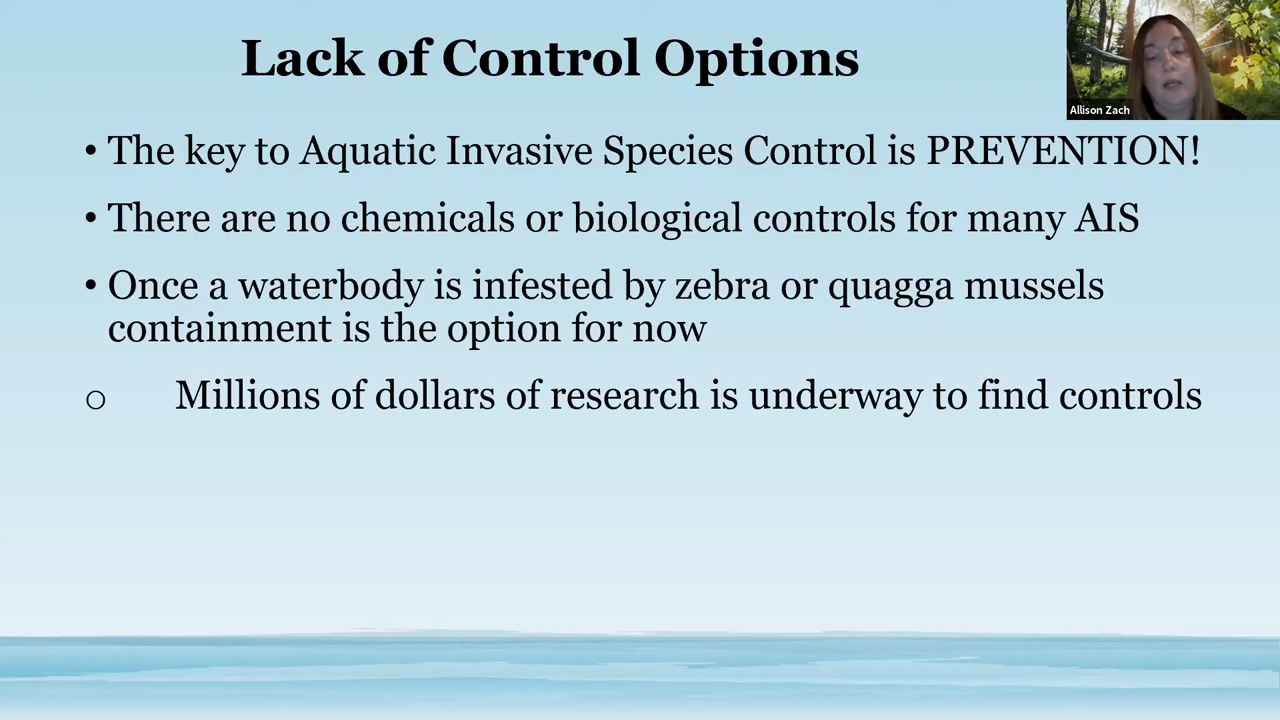 Lack of Control Options
Allison Zach
• The key to Aquatic Invasive Species Control is PREVENTION!
• There are no chemicals or biological controls for many AIS
• Once a waterbody is infested by zebra or quagga mussels
containment is the option for now
o Millions of dollars of research is underway to find controls